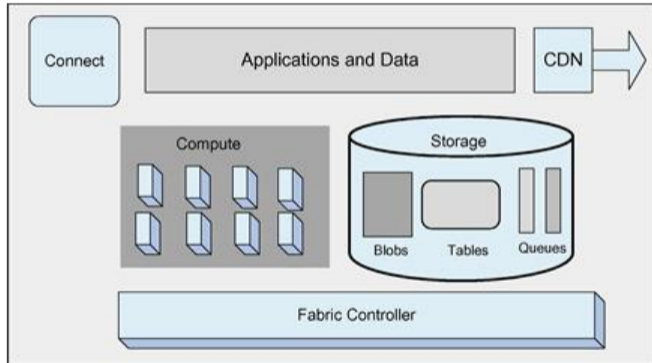 Connect
Applications and Data
CDN
Compute
Storage
Blobs
Tables
Queues
Fabric Controller